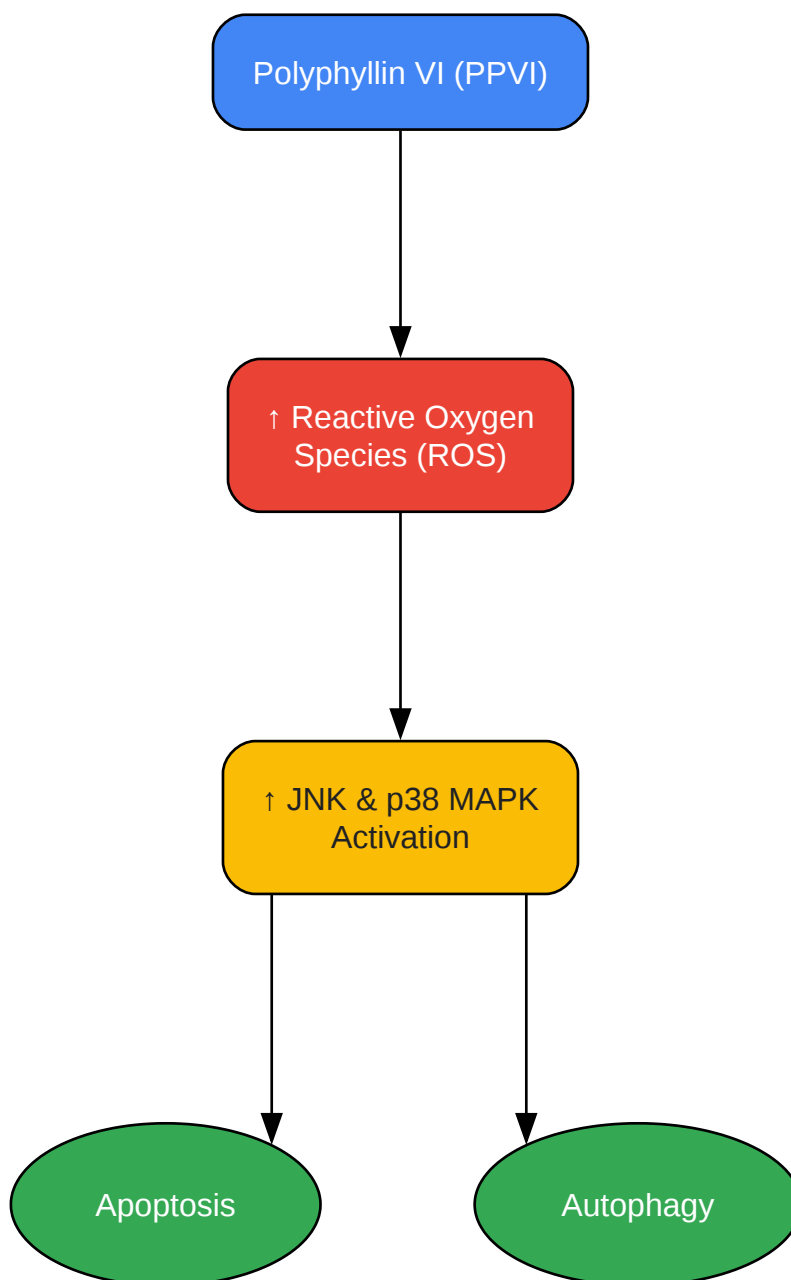 Polyphyllin VI (PPVI)
↑ Reactive Oxygen
Species (ROS)
↑ JNK & p38 MAPK
Activation
Apoptosis
Autophagy